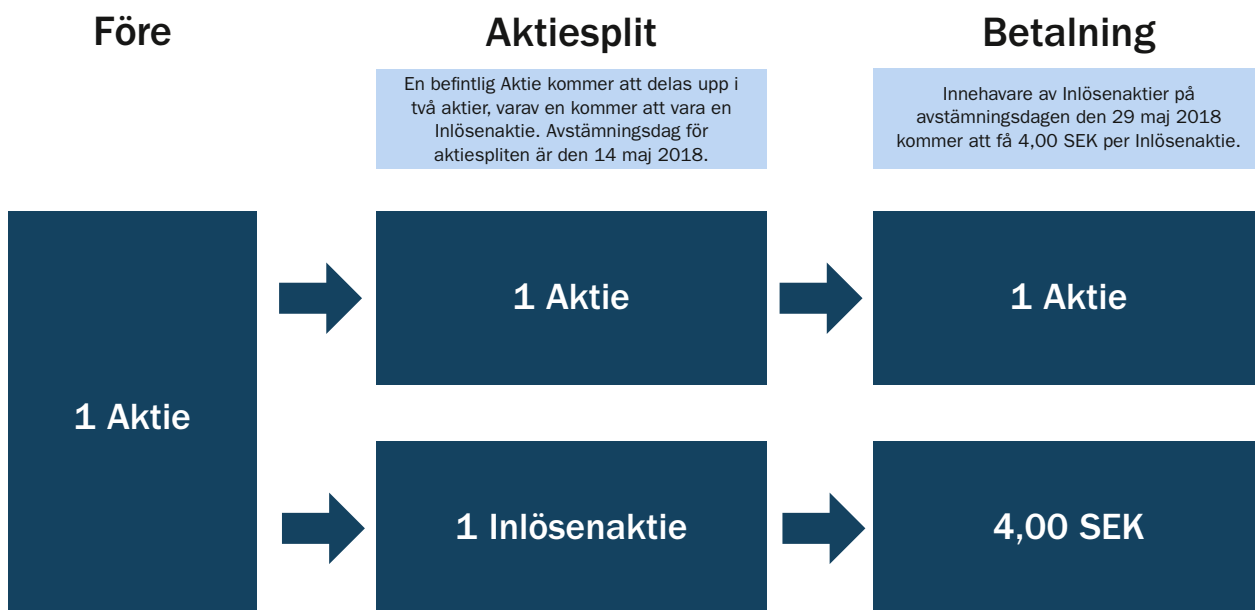 Före
Aktiesplit
Betalning
En befintlig Aktie kommer att delas upp i
två aktier, varav en kommer att vara en
Inlösenaktie. Avstämningsdag för
aktiespliten är den 14 maj 2018.
Innehavare av Inlösenaktier på
avstämningsdagen den 29 maj 2018
kommer att få 4,00 SEK per Inlösenaktie.
1 Aktie
1 Aktie
1 Aktie
1 Inlösenaktie
4,00 SEK